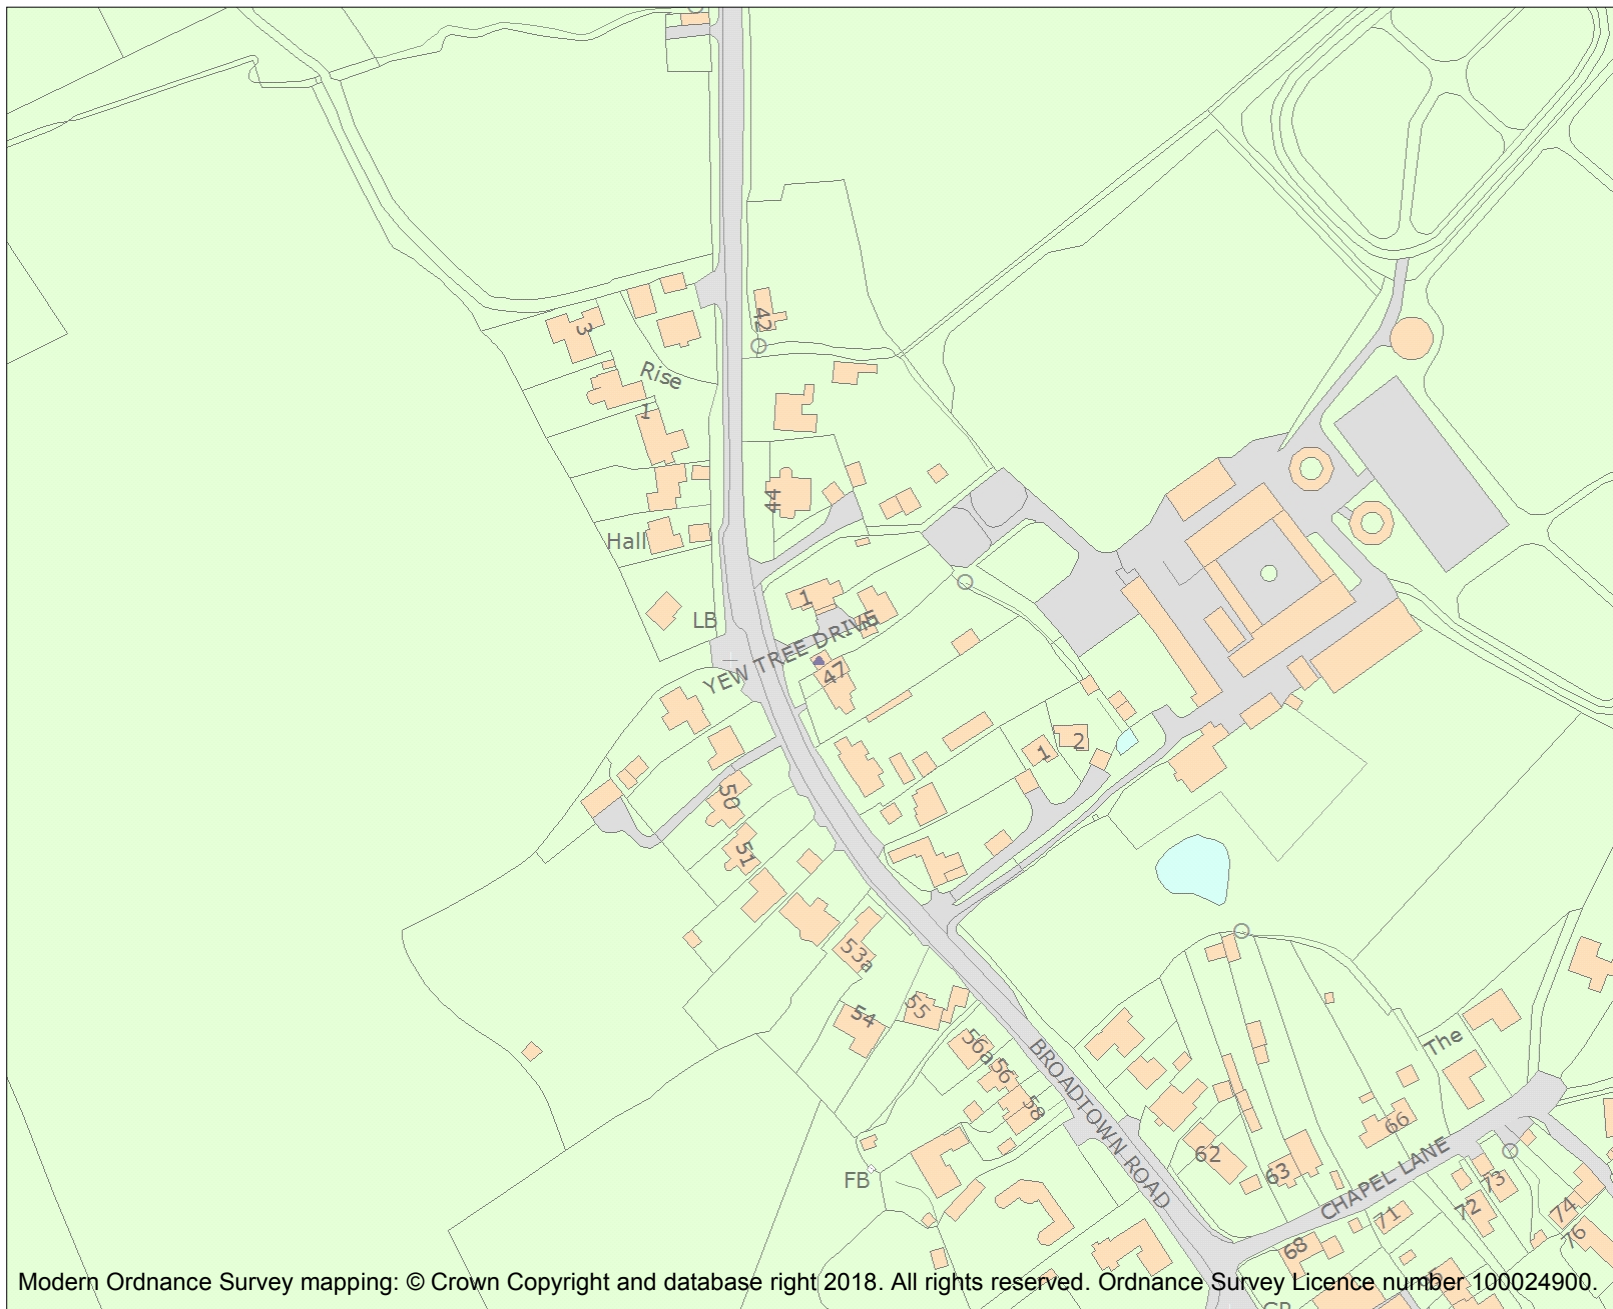 42
3
Rise
1
44
Hall
1
LB
YEW TREE DRIVE
47
1
2
50
51
53a
54
55
56a
56
58
BROADTOWN ROAD
The
66
62
63
CHAPEL LANE
FB
73
72
71
74
76
68
Modern Ordnance Survey mapping: © Crown Copyright and database right 2018. All rights reserved. Ordnance Survey Licence number 100024900.